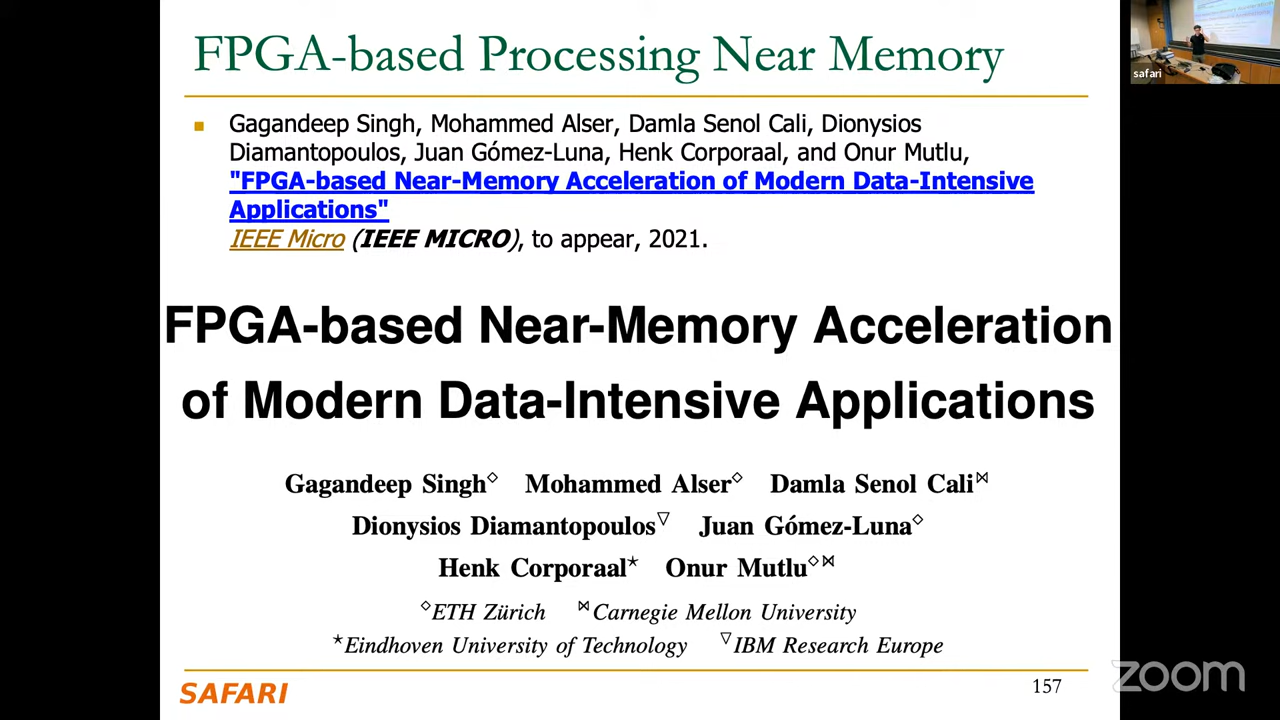 FPGA-based Processing Near Memory
■ Gagandeep Singh, Mohammed Alser, Damla Senol Cali, Dionysios
Diamantopoulos, Juan Gómez-Luna, Henk Corporaal, and Onur Mutlu,
"FPGA-based Near-Memory Acceleration of Modern Data-Intensive
Applications"
IEEE Micro (IEEE MICRO), to appear, 2021.
FPGA-based Near-Memory Acceleration
of Modern Data-Intensive Applications
Gagandeep Singh◇ Mohammed Alser◇ Damla Senol Cali⋈
Dionysios Diamantopoulos▽ Juan Gómez-Luna◇
Henk Corporaal⋆ Onur Mutlu◇⋈
◇ETH Zürich ⋈Carnegie Mellon University
⋆Eindhoven University of Technology ▽IBM Research Europe
SAFARI
157
zoom
safari